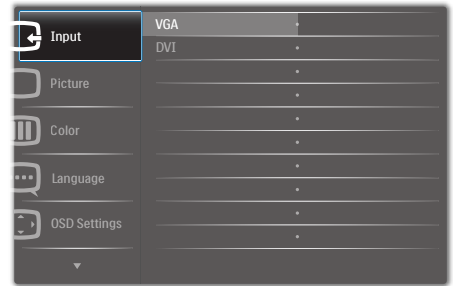 Input
VGA
DVI
Picture
Color
Language
OSD Settings